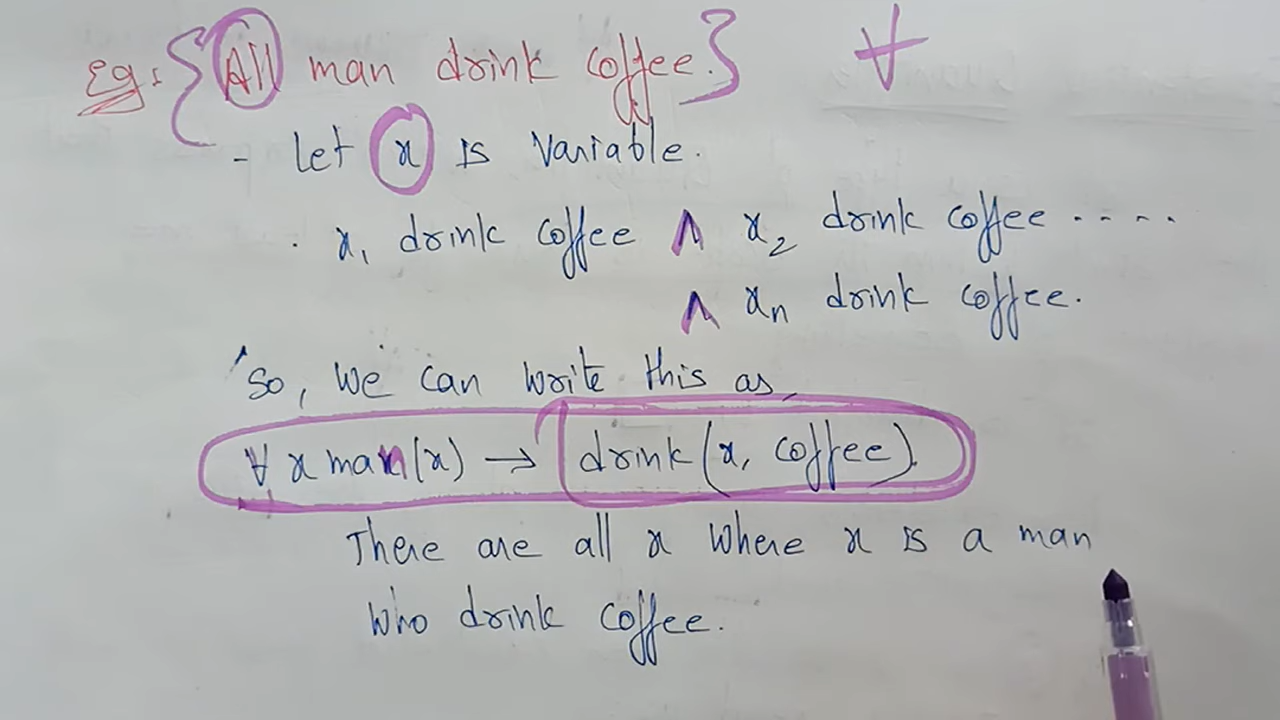 Eg: {All man drink coffee.} ∀
- Let x is variable.
. x₁ drink coffee ∧ x₂ drink coffee .....
∧ xₙ drink coffee.
So, we can write this as,
∀ x man(x) → drink(x, coffee).
There are all x where x is a man
who drink coffee.